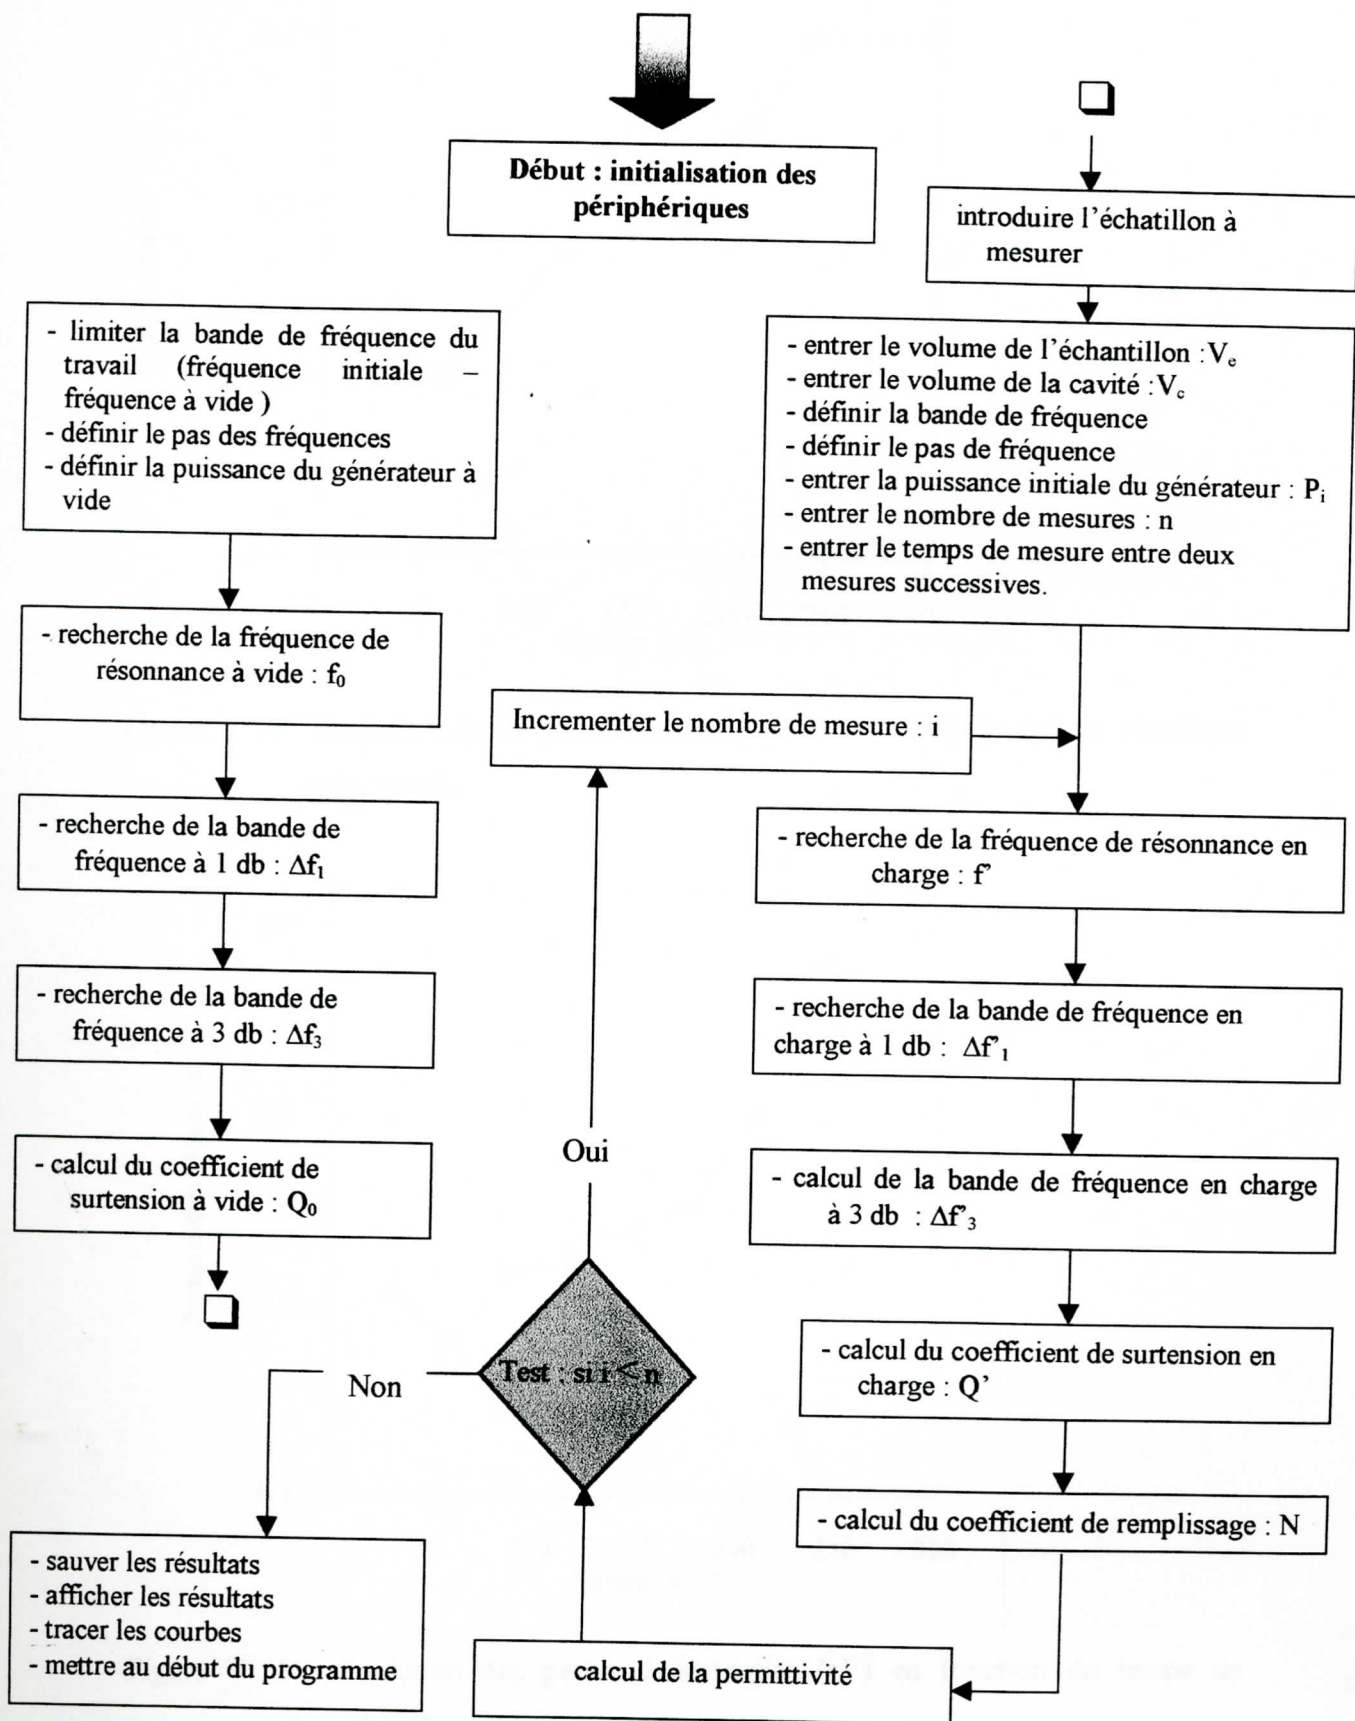 Début : initialisation des
périphériques
- limiter la bande de fréquence du
travail (fréquence initiale –
fréquence à vide )
- définir le pas des fréquences
- définir la puissance du générateur à
vide
- recherche de la fréquence de
résonnance à vide : f₀
- recherche de la bande de
fréquence à 1 db : Δf₁
- recherche de la bande de
fréquence à 3 db : Δf₃
- calcul du coefficient de
surtension à vide : Q₀
introduire l'échatillon à
mesurer
- entrer le volume de l'échantillon : Vₑ
- entrer le volume de la cavité : V꜀
- définir la bande de fréquence
- définir le pas de fréquence
- entrer la puissance initiale du générateur : Pᵢ
- entrer le nombre de mesures : n
- entrer le temps de mesure entre deux
mesures successives.
- recherche de la fréquence de résonnance en
charge : f'
- recherche de la bande de fréquence en
charge à 1 db : Δf'₁
- calcul de la bande de fréquence en charge
à 3 db : Δf'₃
- calcul du coefficient de surtension en
charge : Q'
- calcul du coefficient de remplissage : N
calcul de la permittivité
Test : si i < n
Oui
Incrementer le nombre de mesure : i
Non
- sauver les résultats
- afficher les résultats
- tracer les courbes
- mettre au début du programme